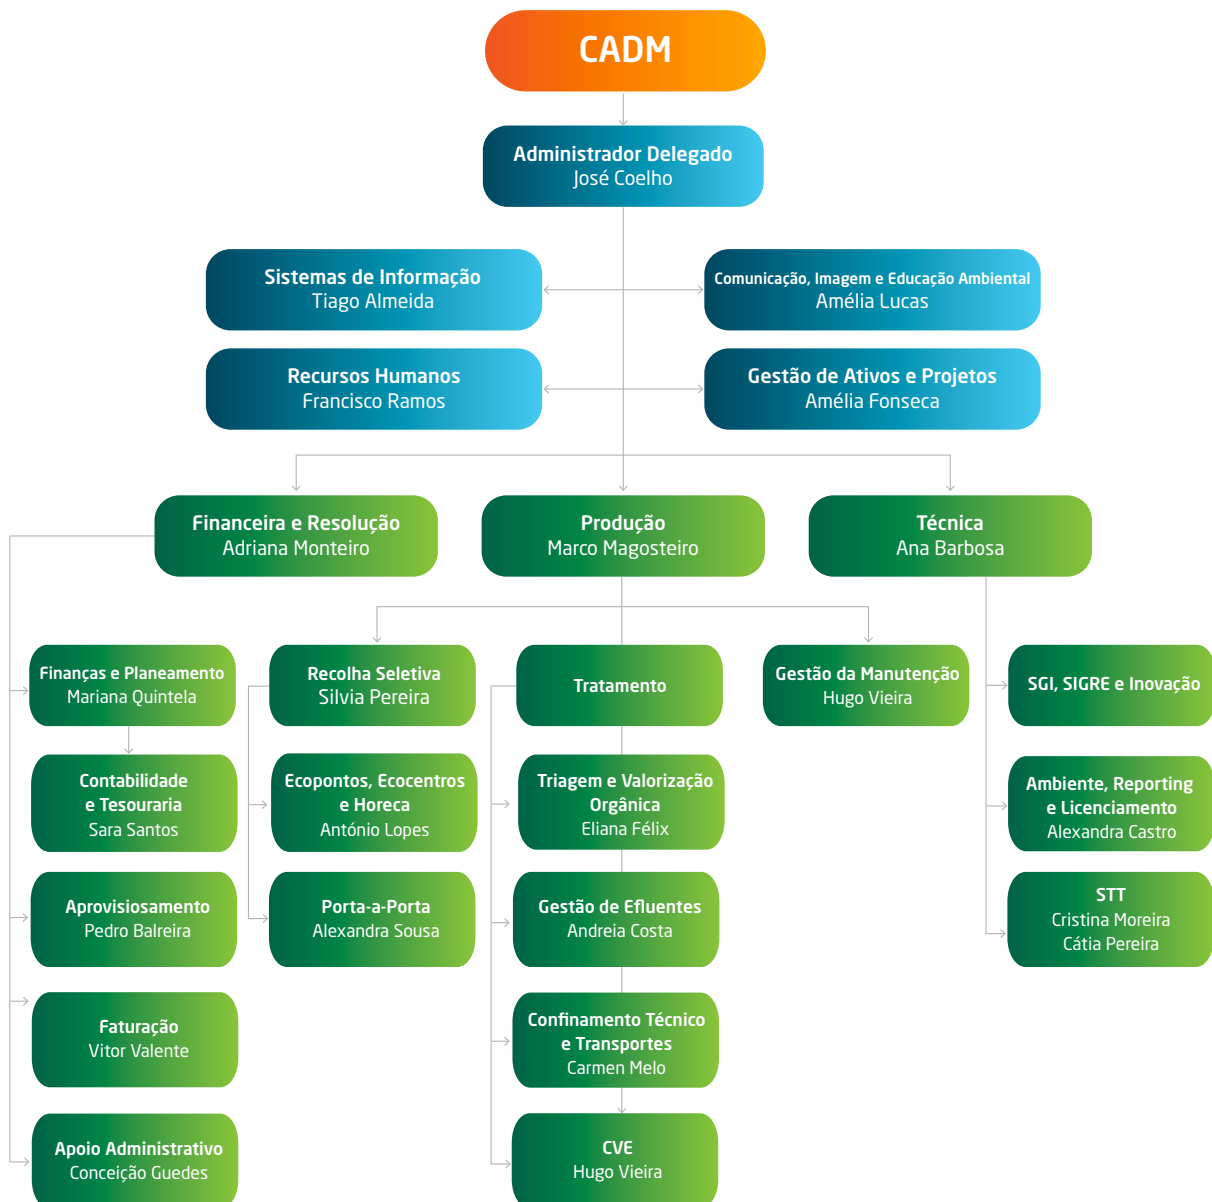 CADM
Administrador Delegado
José Coelho
Sistemas de Informação
Tiago Almeida
Comunicação, Imagem e Educação Ambiental
Amélia Lucas
Recursos Humanos
Francisco Ramos
Gestão de Ativos e Projetos
Amélia Fonseca
Financeira e Resolução
Adriana Monteiro
Produção
Marco Magosteiro
Técnica
Ana Barbosa
Finanças e Planeamento
Mariana Quintela
Recolha Seletiva
Silvia Pereira
Tratamento
Gestão da Manutenção
Hugo Vieira
SGI, SIGRE e Inovação
Contabilidade
e Tesouraria
Sara Santos
Ecopontos, Ecocentros
e Horeca
António Lopes
Triagem e Valorização
Orgânica
Eliana Félix
Ambiente, Reporting
e Licenciamento
Alexandra Castro
Aprovisiosamento
Pedro Balreira
Porta-a-Porta
Alexandra Sousa
Gestão de Efluentes
Andreia Costa
STT
Cristina Moreira
Cátia Pereira
Faturação
Vitor Valente
Confinamento Técnico
e Transportes
Carmen Melo
Apoio Administrativo
Conceição Guedes
CVE
Hugo Vieira